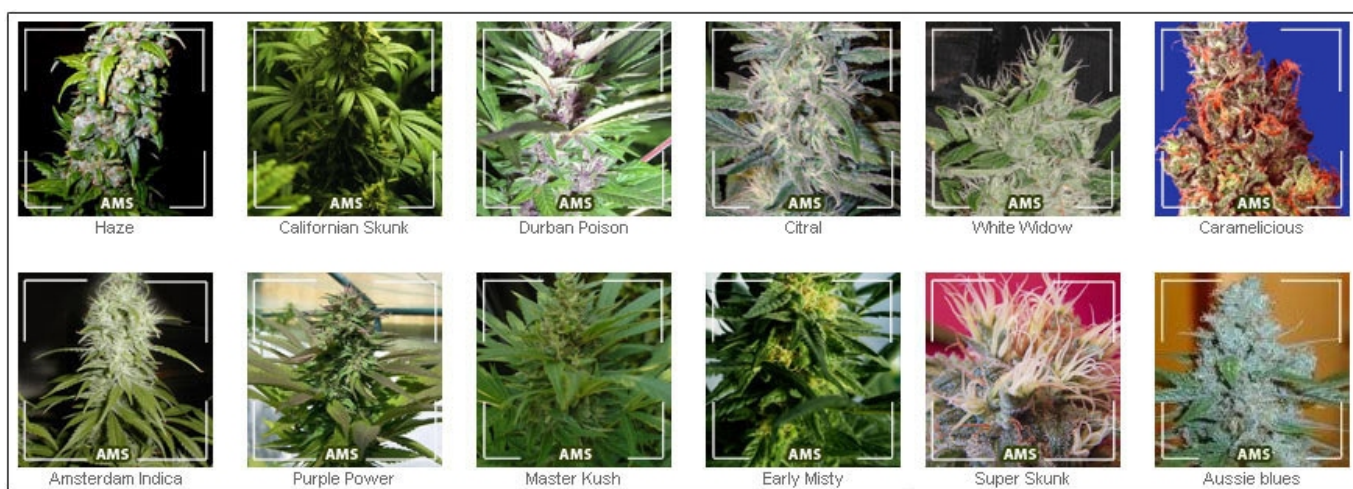 AMS AMS AMS AMS AMS AMS
Haze Californian Skunk Durban Poison Citral White Widow Caramelicious
AMS AMS AMS AMS AMS AMS
Amsterdam Indica Purple Power Master Kush Early Misty Super Skunk Aussie blues